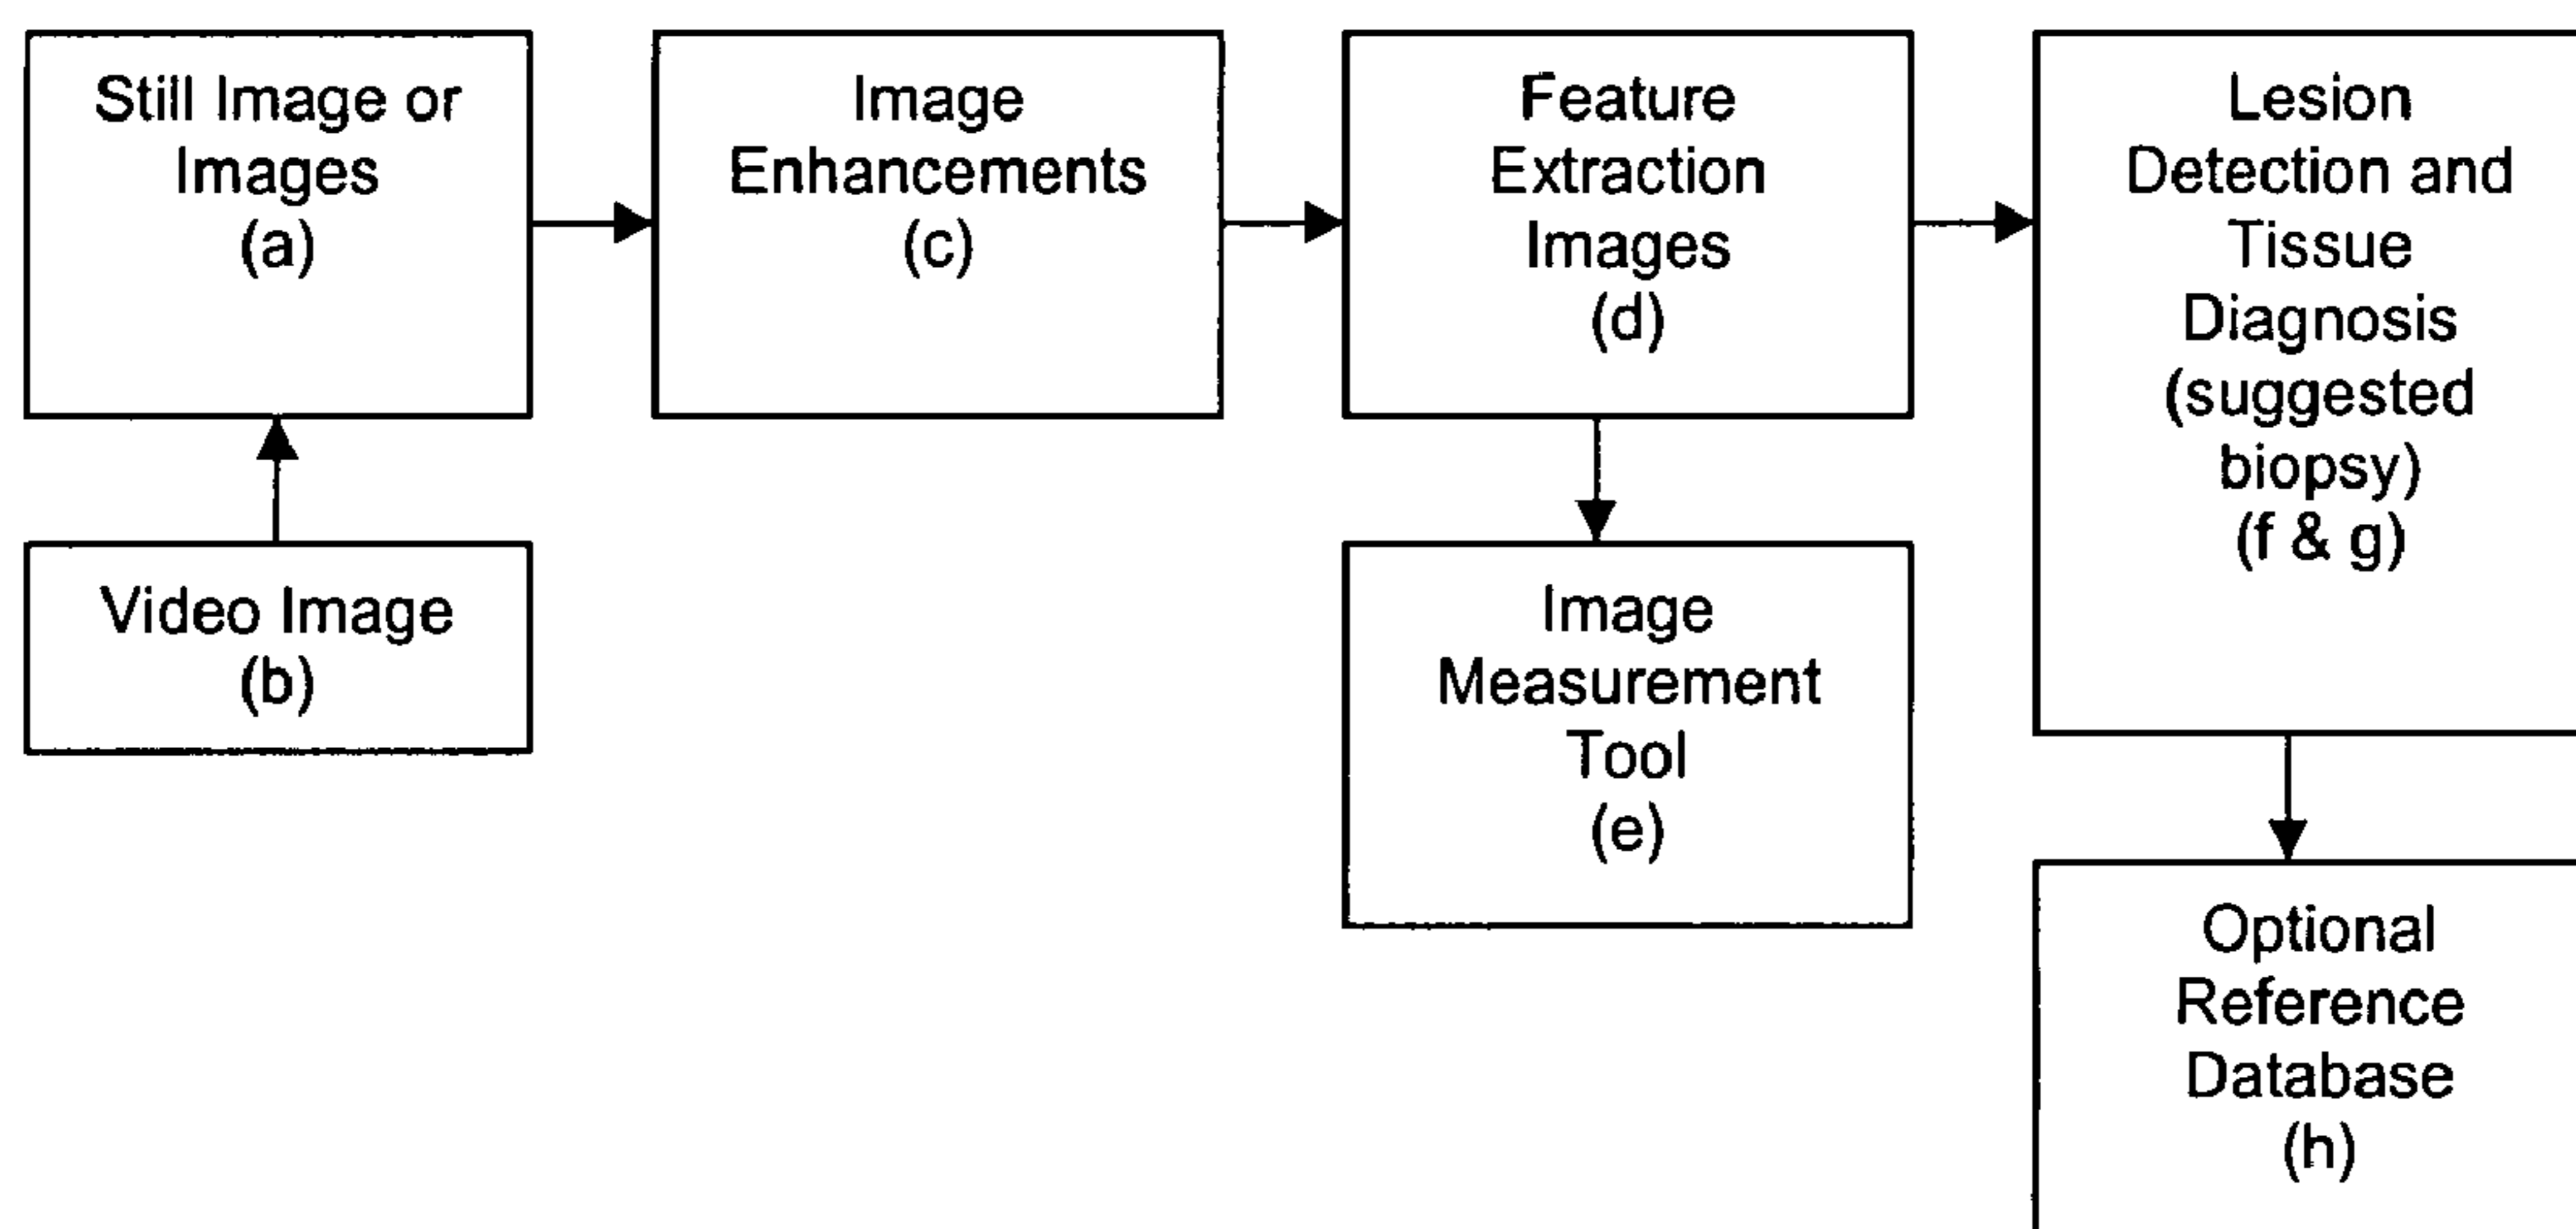 Still Image or
Images
(a)
Image
Enhancements
(c)
Feature
Extraction
Images
(d)
Lesion
Detection and
Tissue
Diagnosis
(suggested
biopsy)
(f & g)
Video Image
(b)
Image
Measurement
Tool
(e)
Optional
Reference
Database
(h)